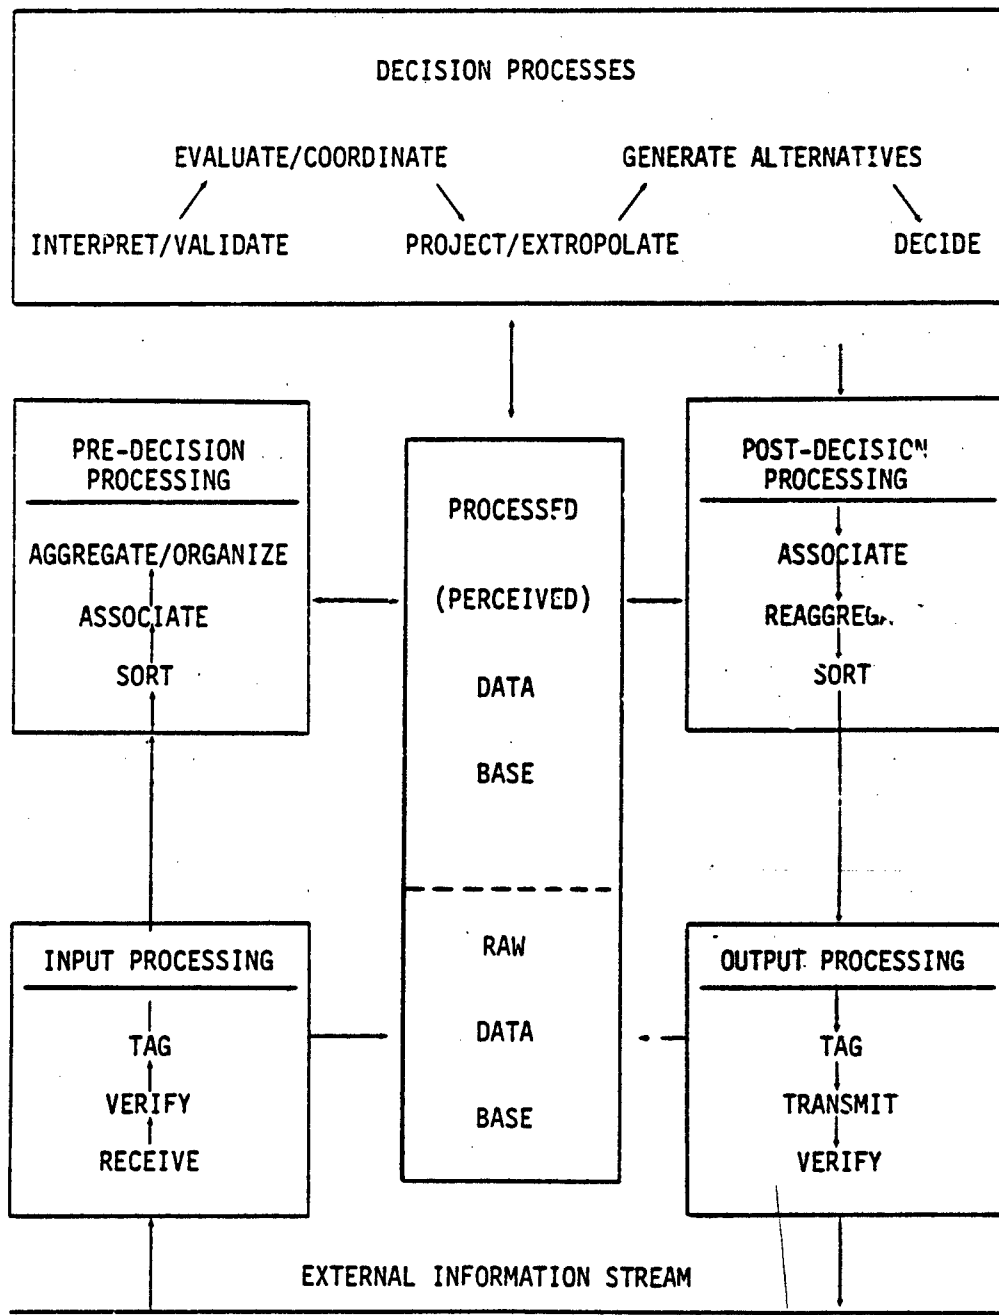 DECISION PROCESSES
EVALUATE/COORDINATE
GENERATE ALTERNATIVES
INTERPRET/VALIDATE
PROJECT/EXTROPOLATE
DECIDE
PRE-DECISION
PROCESSING
AGGREGATE/ORGANIZE
ASSOCIATE
SORT
PROCESSED
(PERCEIVED)
DATA
BASE
POST-DECISION
PROCESSING
ASSOCIATE
SORT
INPUT PROCESSING
TAG
VERIFY
RECEIVE
RAW
DATA
BASE
OUTPUT PROCESSING
TAG
TRANSMIT
VERIFY
EXTERNAL INFORMATION STREAM